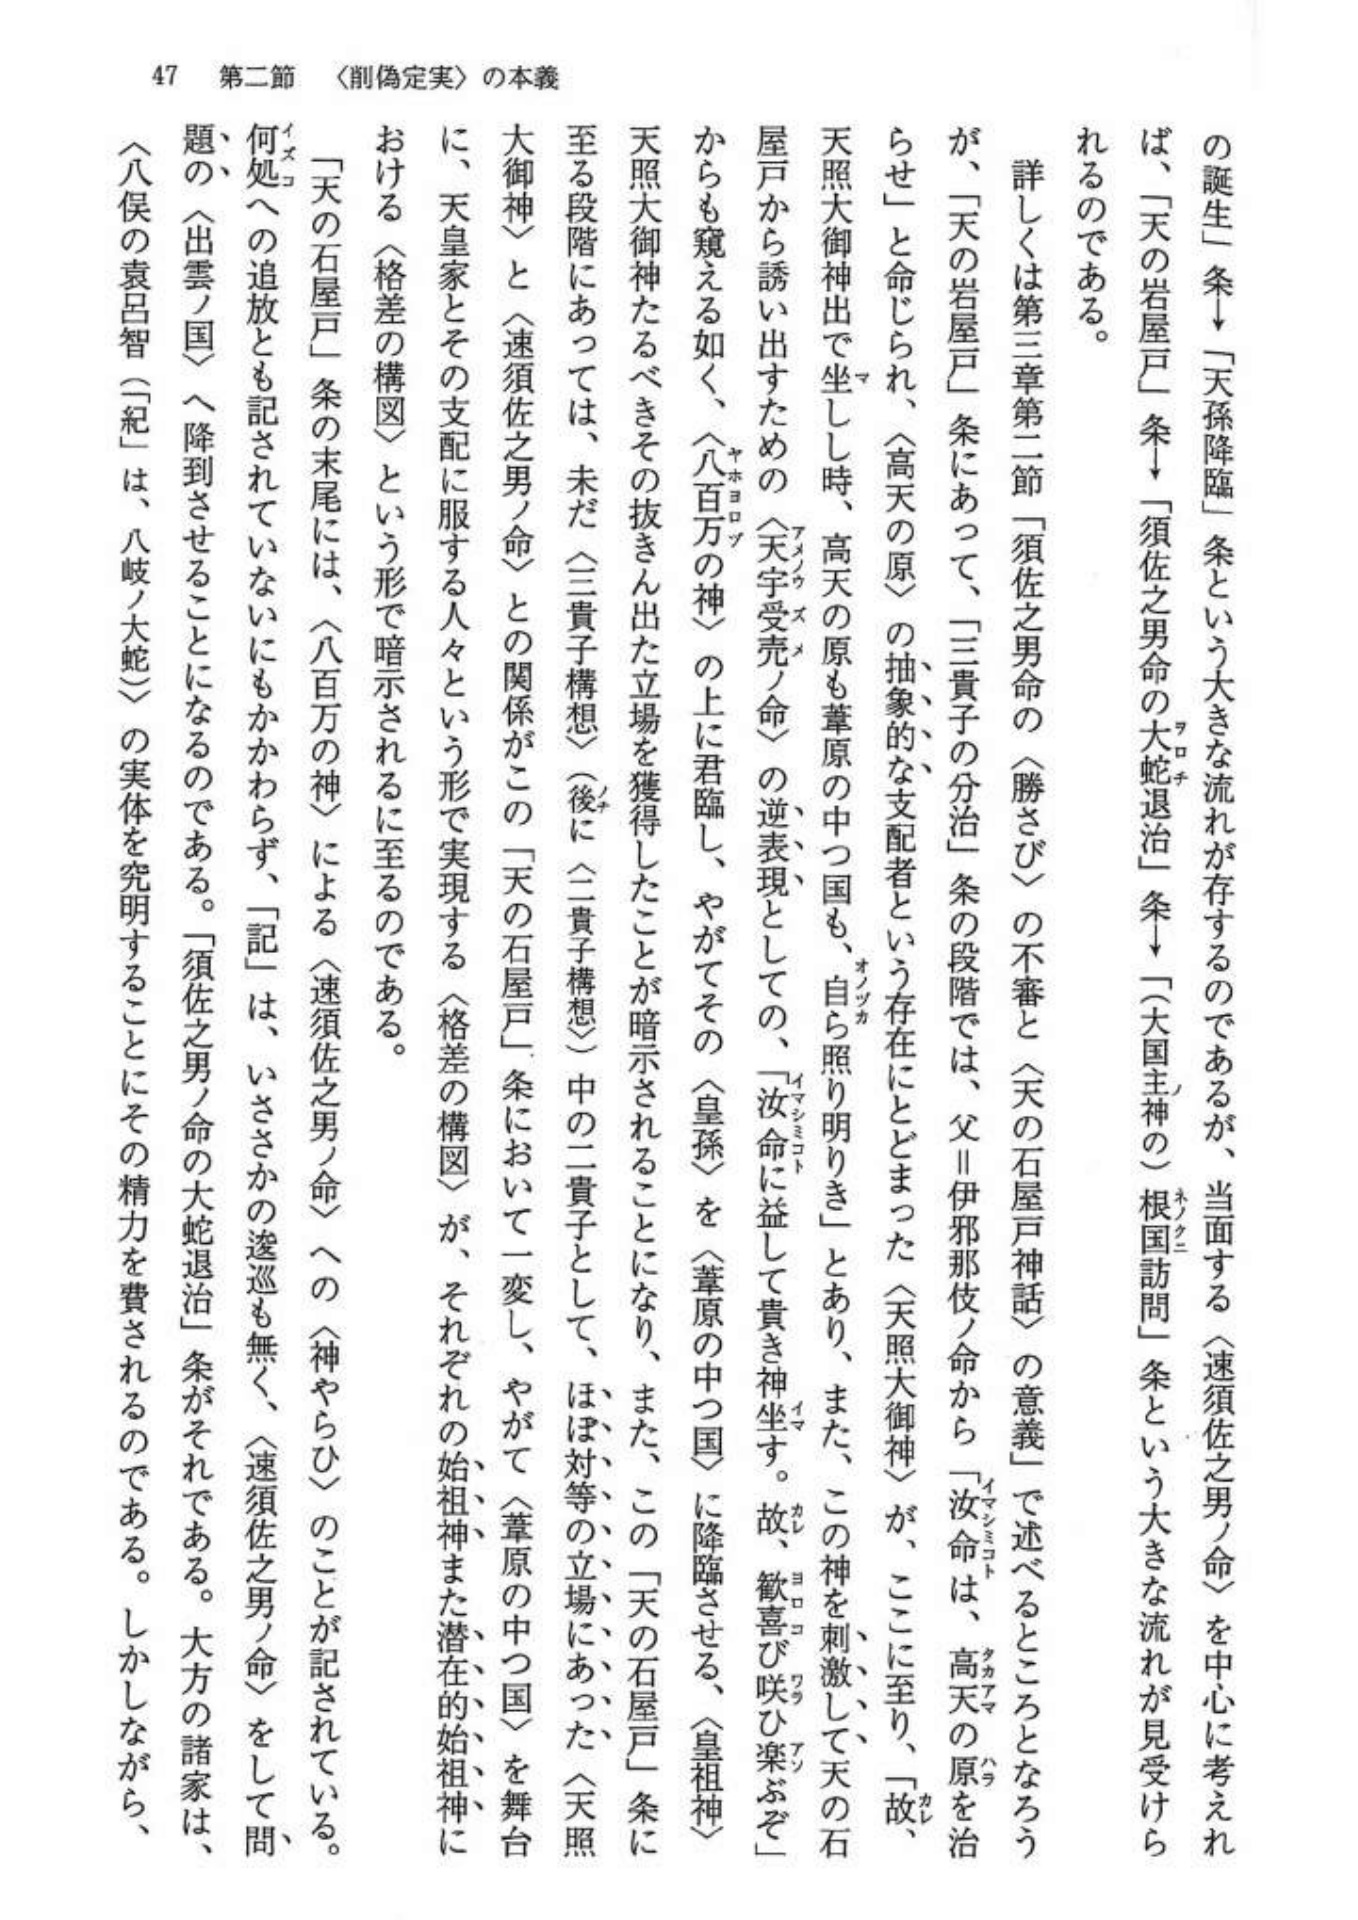 47　第二節　〈削偽定実〉の本義
の誕生」条→「天孫降臨」条という大きな流れが存するのであるが、当面する〈速須佐之男ノ命〉を中心に考えれ
ば、「天の岩屋戸」条→「須佐之男命の大蛇退治」条→「（大国主ノ神の）根国訪問」条という大きな流れが見受けら
れるのである。
詳しくは第三章第二節「須佐之男命の〈勝さび〉の不審と〈天の石屋戸神話〉の意義」で述べるところとなろう
が、「天の岩屋戸」条にあって、「三貴子の分治」条の段階では、父＝伊邪那伎ノ命から「汝命は、高天の原を治
らせ」と命じられ、〈高天の原〉の抽象的な支配者という存在にとどまった〈天照大御神〉が、ここに至り、「故、
天照大御神出で坐しし時、高天の原も葦原の中つ国も、自ら照り明りき」とあり、また、この神を刺激して天の石
屋戸から誘い出すための〈天宇受売ノ命〉の逆表現としての、「汝命に益して貴き神坐す。故、歓喜び咲ひ楽ぶぞ」
からも窺える如く、〈八百万の神〉の上に君臨し、やがてその〈皇孫〉を〈葦原の中つ国〉に降臨させる、〈皇祖神〉
天照大御神たるべきその抜きん出た立場を獲得したことが暗示されることになり、また、この「天の石屋戸」条に
至る段階にあっては、未だ〈三貴子構想〉（後に〈二貴子構想〉）中の二貴子として、ほぼ対等の立場にあった〈天照
大御神〉と〈速須佐之男ノ命〉との関係がこの「天の石屋戸」条において一変し、やがて〈葦原の中つ国〉を舞台
に、天皇家とその支配に服する人々という形で実現する〈格差の構図〉が、それぞれの始祖神また潜在的始祖神に
おける〈格差の構図〉という形で暗示されるに至るのである。
「天の石屋戸」条の末尾には、〈八百万の神〉による〈速須佐之男ノ命〉への〈神やらひ〉のことが記されている。
何処への追放とも記されていないにもかかわらず、「記」は、いささかの逡巡も無く、〈速須佐之男ノ命〉をして問
題の〈出雲ノ国〉へ降到させることになるのである。「須佐之男ノ命の大蛇退治」条がそれである。大方の諸家は、
〈八俣の袁呂智（「紀」は、八岐ノ大蛇）〉の実体を究明することにその精力を費されるのである。しかしながら、